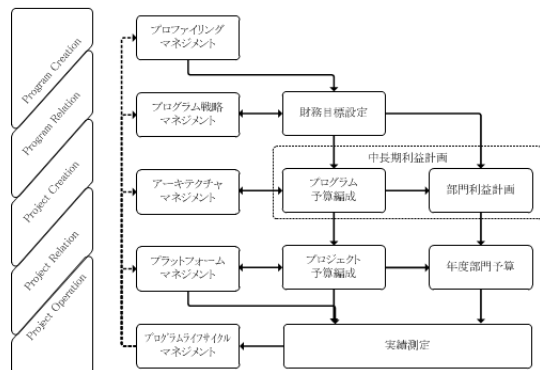 Program Creation
Program Relation
Project Creation
Project Relation
Project Operation
プロファイリング
マネジメント
プログラム戦略
マネジメント
財務目標設定
中長期利益計画
アーキテクチャ
マネジメント
プログラム
予算編成
部門利益計画
プラットフォーム
マネジメント
プロジェクト
予算編成
年度部門予算
プログラムライフサイクル
マネジメント
実績測定